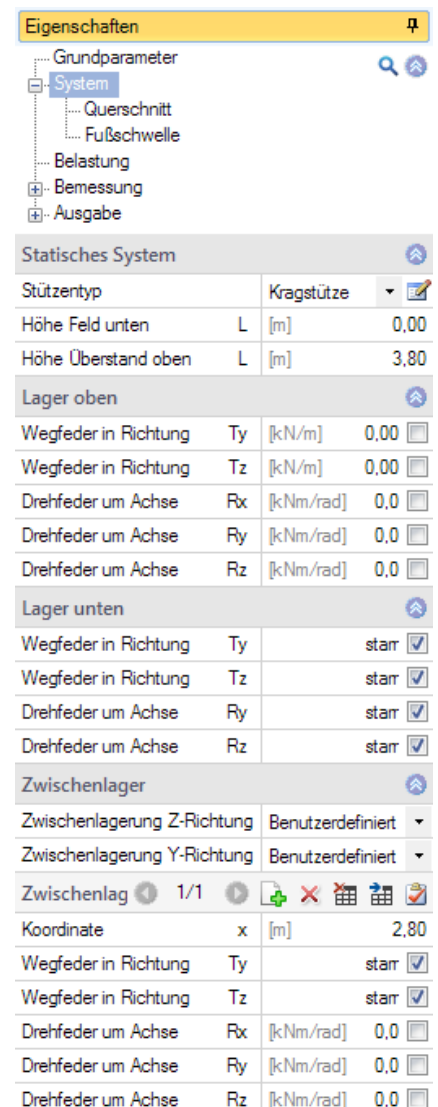 Eigenschaften
Grundparameter
System
Querschnitt
Fußschwelle
Belastung
Bemessung
Ausgabe
Statisches System
Stützentyp Kragstütze
Höhe Feld unten L [m] 0,00
Höhe Überstand oben L [m] 3,80
Lager oben
Wegfeder in Richtung Ty [kN/m] 0,00
Wegfeder in Richtung Tz [kN/m] 0,00
Drehfeder um Achse Rx [kNm/rad] 0,0
Drehfeder um Achse Ry [kNm/rad] 0,0
Drehfeder um Achse Rz [kNm/rad] 0,0
Lager unten
Wegfeder in Richtung Ty starr
Wegfeder in Richtung Tz starr
Drehfeder um Achse Ry starr
Drehfeder um Achse Rz starr
Zwischenlager
Zwischenlagerung Z-Richtung Benutzerdefiniert
Zwischenlagerung Y-Richtung Benutzerdefiniert
Zwischenlag 1/1
Koordinate x [m] 2,80
Wegfeder in Richtung Ty starr
Wegfeder in Richtung Tz starr
Drehfeder um Achse Rx [kNm/rad] 0,0
Drehfeder um Achse Ry [kNm/rad] 0,0
Drehfeder um Achse Rz [kNm/rad] 0,0